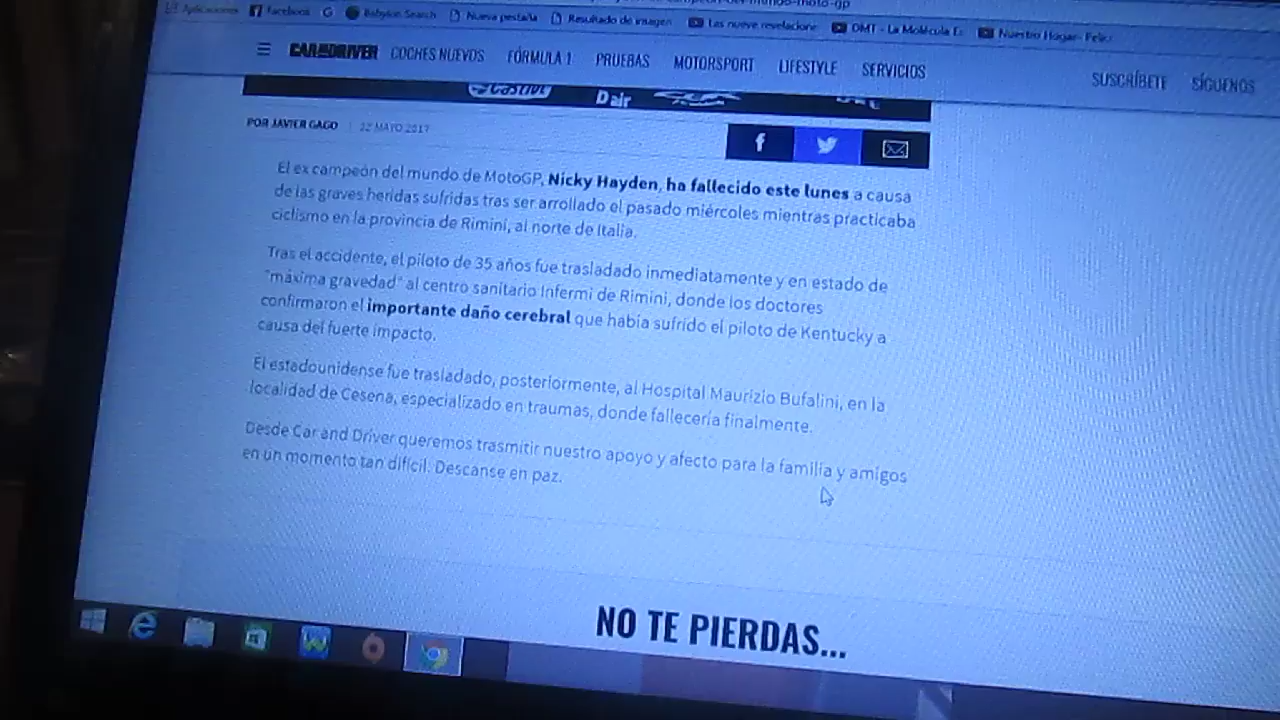 moto-gp
Aplicaciones Facebook G Babylon Search Nueva pestaña Resultado de imagen Las nueve revelacione DMT - La Molécula Es Nuestro Hogar- Felic
CAR AND DRIVER COCHES NUEVOS FÓRMULA 1 PRUEBAS MOTORSPORT LIFESTYLE SERVICIOS SUSCRÍBETE SÍGUENOS
Castrol Dair
POR JAVIER GAGO | 22 MAYO 2017
El ex campeón del mundo de MotoGP, Nicky Hayden, ha fallecido este lunes a causa
de las graves heridas sufridas tras ser arrollado el pasado miércoles mientras practicaba
ciclismo en la provincia de Rimini, al norte de Italia.
Tras el accidente, el piloto de 35 años fue trasladado inmediatamente y en estado de
"máxima gravedad" al centro sanitario Infermi de Rimini, donde los doctores
confirmaron el importante daño cerebral que había sufrido el piloto de Kentucky a
causa del fuerte impacto.
El estadounidense fue trasladado, posteriormente, al Hospital Maurizio Bufalini, en la
localidad de Cesena, especializado en traumas, donde fallecería finalmente.
Desde Car and Driver queremos trasmitir nuestro apoyo y afecto para la familia y amigos
en un momento tan difícil. Descanse en paz.
NO TE PIERDAS...